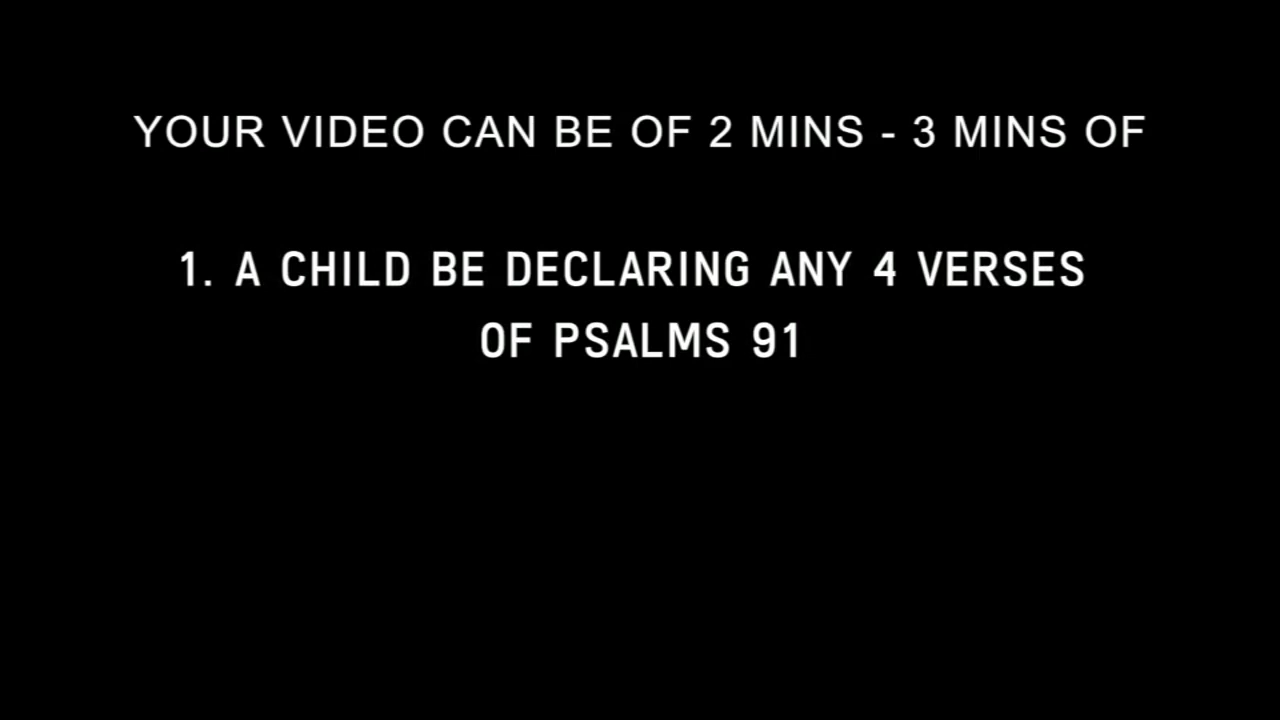 YOUR VIDEO CAN BE OF 2 MINS - 3 MINS OF
1. A CHILD BE DECLARING ANY 4 VERSES
OF PSALMS 91